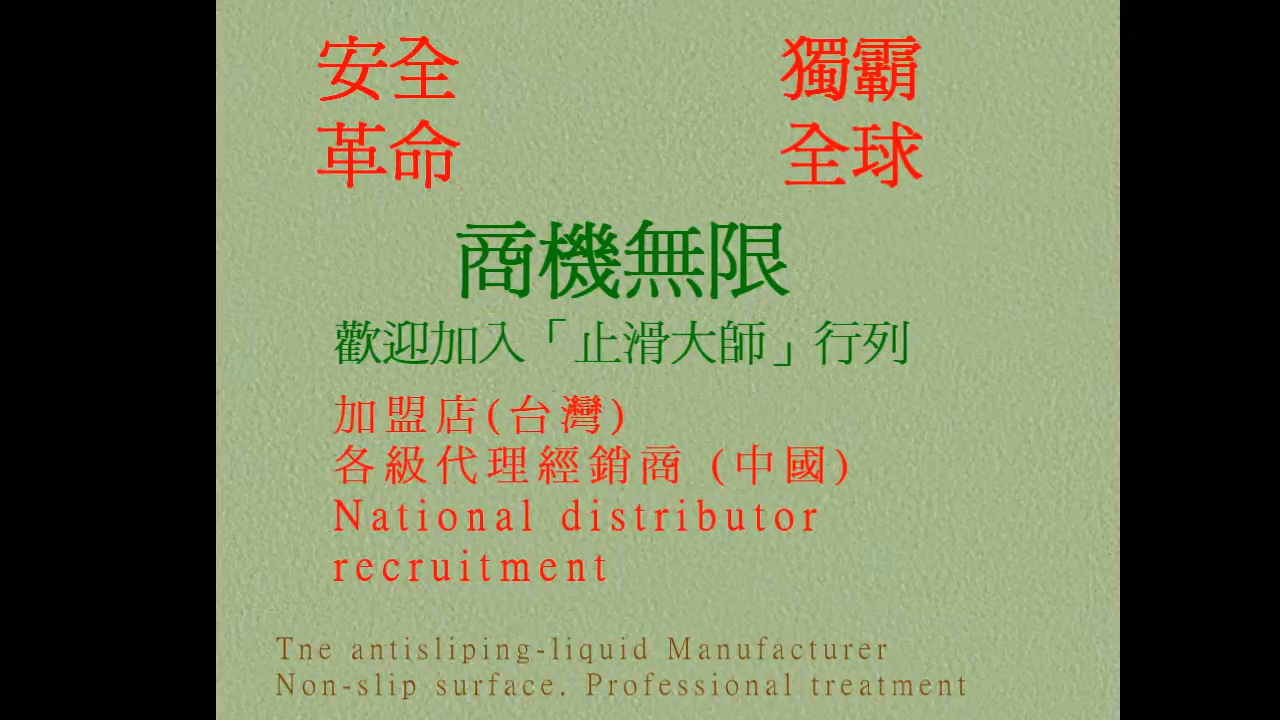 安全 獨霸
革命 全球
商機無限
歡迎加入「止滑大師」行列
加盟店(台灣)
各級代理經銷商 (中國)
National distributor
recruitment
Tne antisliping-liquid Manufacturer
Non-slip surface. Professional treatment